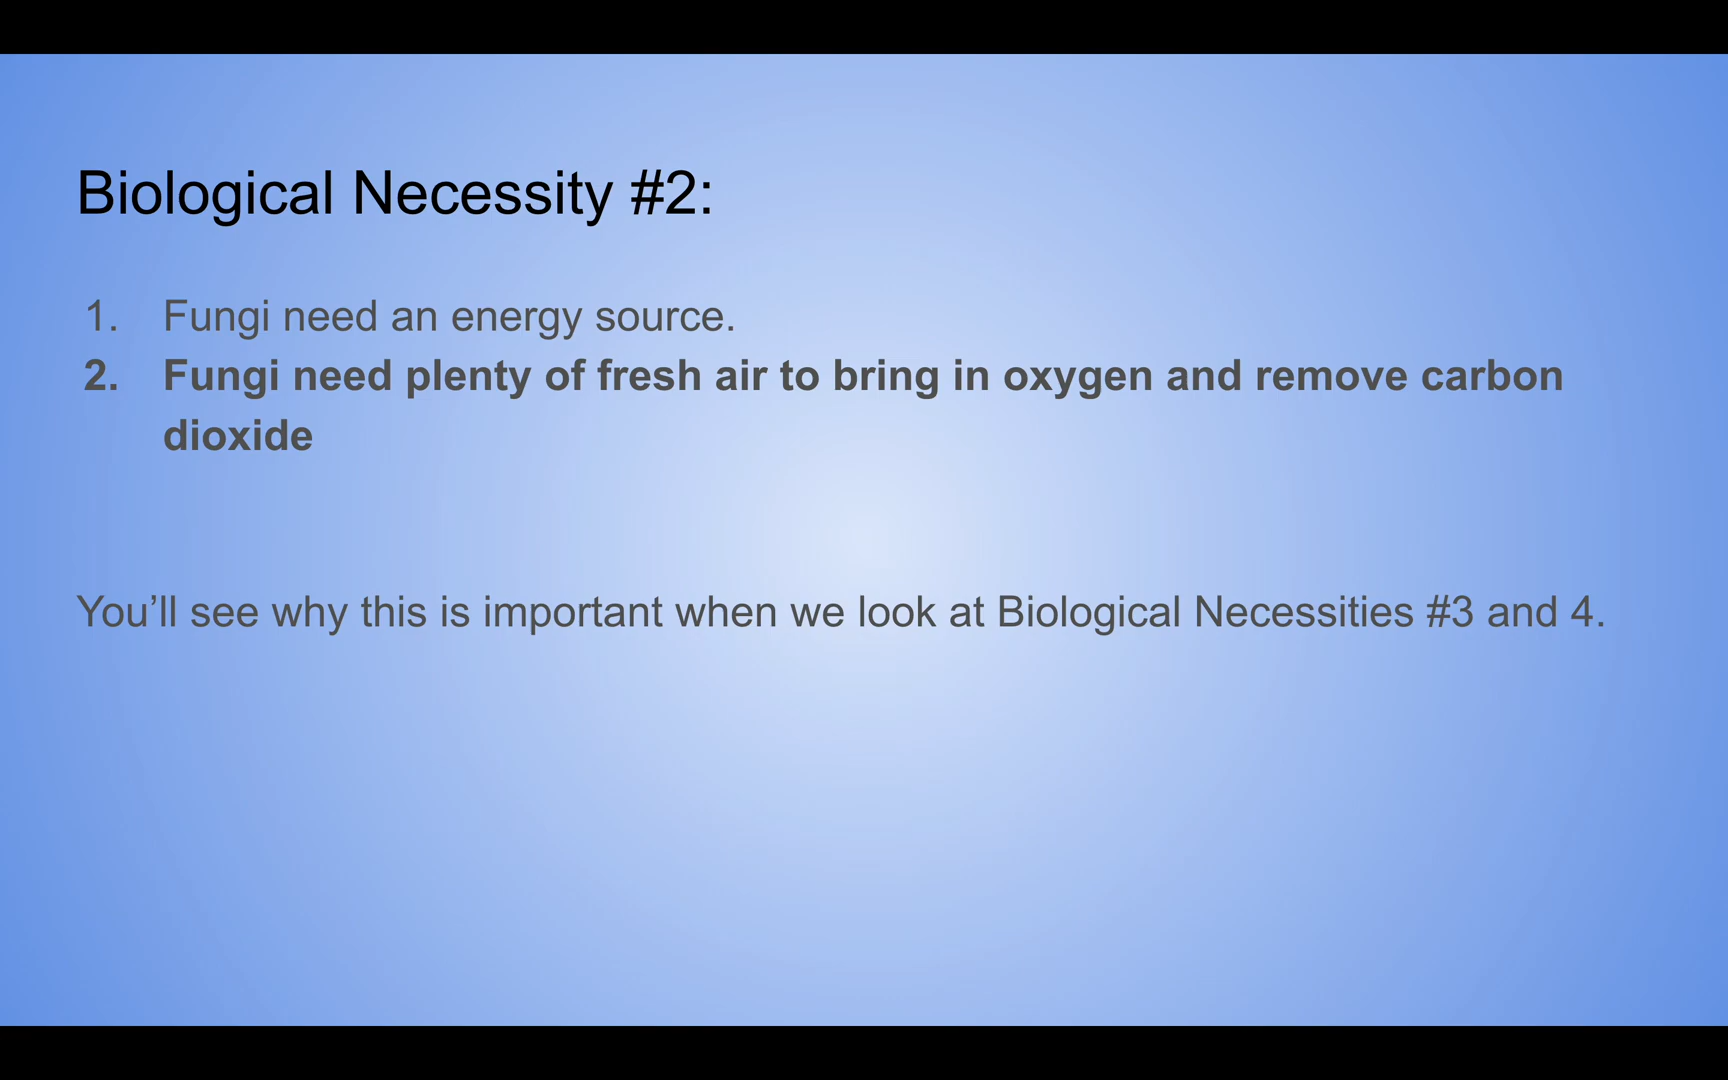 Biological Necessity #2:
1. Fungi need an energy source.
2. Fungi need plenty of fresh air to bring in oxygen and remove carbon
dioxide
You’ll see why this is important when we look at Biological Necessities #3 and 4.